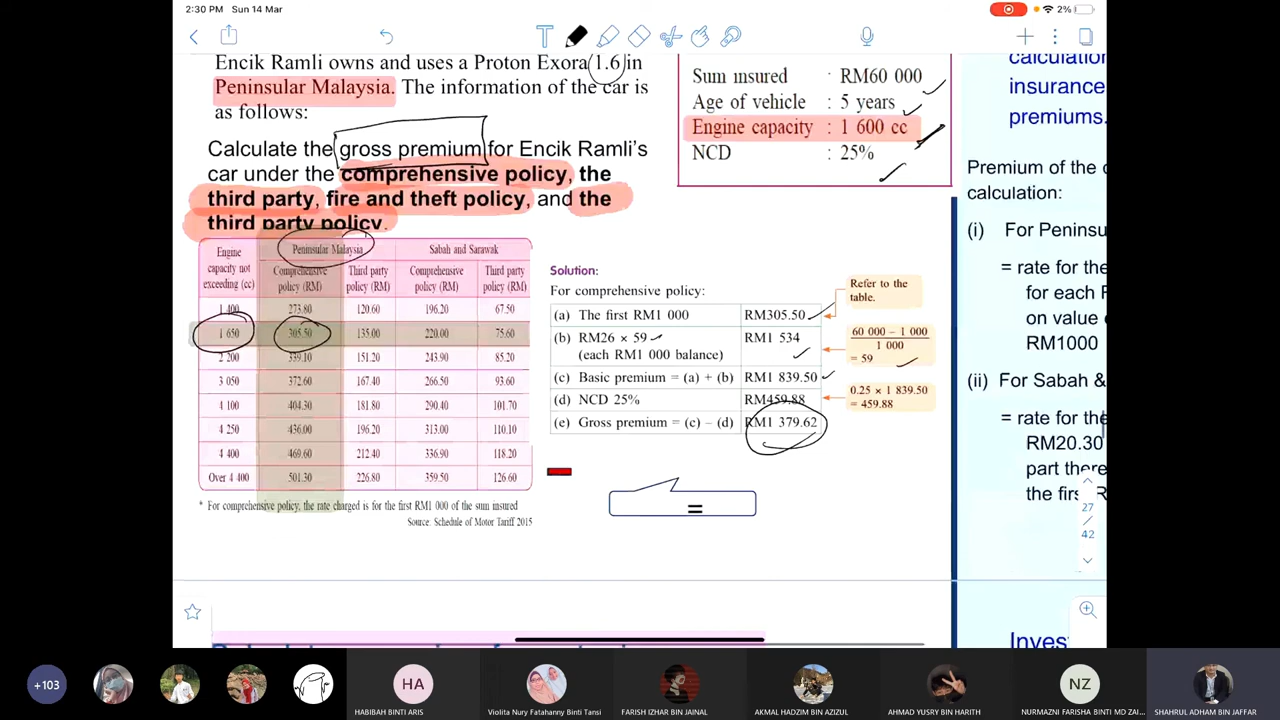 2:30 PM Sun 14 Mar
2%
Encik Ramli owns and uses a Proton Exora 1.6 in
Peninsular Malaysia. The information of the car is
as follows:
Calculate the gross premium for Encik Ramli's
car under the comprehensive policy, the
third party, fire and theft policy, and the
third party policy.
Sum insured : RM60 000
Age of vehicle : 5 years
Engine capacity : 1 600 cc
NCD : 25%
Engine capacity not exceeding (cc)
Peninsular Malaysia Sabah and Sarawak
Comprehensive policy (RM) Third party policy (RM) Comprehensive policy (RM) Third party policy (RM)
1 400 273.80 120.60 196.20 67.50
1 650 305.50 135.00 220.00 75.60
2 200 339.10 151.20 243.90 85.20
3 050 372.60 167.40 266.50 93.60
4 100 404.30 181.80 290.40 101.70
4 250 436.00 196.20 313.00 110.10
4 400 469.60 212.40 336.90 118.20
Over 4 400 501.30 226.80 359.50 126.60
* For comprehensive policy, the rate charged is for the first RM1 000 of the sum insured
Source: Schedule of Motor Tariff 2015
Solution:
For comprehensive policy:
(a) The first RM1 000 RM305.50
(b) RM26 × 59 RM1 534
(each RM1 000 balance)
(c) Basic premium = (a) + (b) RM1 839.50
(d) NCD 25% RM459.88
(e) Gross premium = (c) – (d) RM1 379.62
Refer to the
table.
60 000 – 1 000
1 000
= 59
0.25 × 1 839.50
= 459.88
=
calculation
insurance
premiums.
Premium of the
calculation:
(i) For Peninsu
= rate for the
for each
on value
RM1000
(ii) For Sabah &
= rate for the
RM20.30
part there
the first
27
/
42
Inves
+103
HA
HABIBAH BINTI ARIS
Violita Nury Fatahanny Binti Tansi
FARISH IZHAR BIN JAINAL
AKMAL HADZIM BIN AZIZUL
AHMAD YUSRY BIN HARITH
NZ
NURMAZNI FARISHA BINTI MD ZAI...
SHAHRUL ADHAM BIN JAFFAR